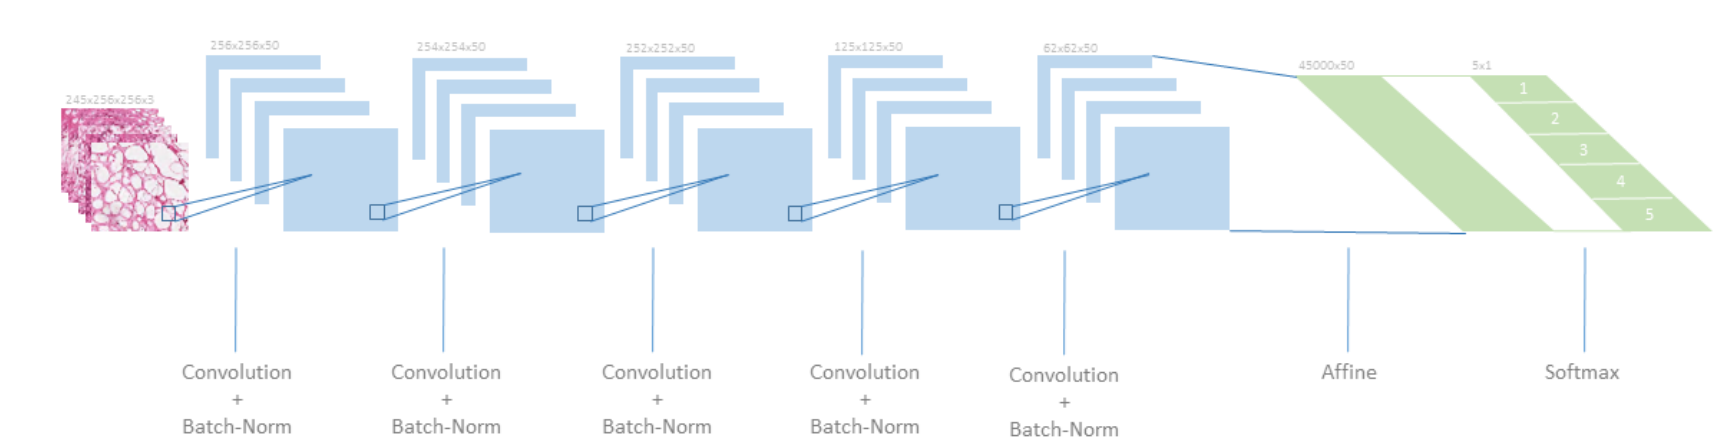 245x256x256x3
256x256x50
254x254x50
252x252x50
125x125x50
62x62x50
45000x50
5x1
1
2
3
4
5
Convolution
+
Batch-Norm
Convolution
+
Batch-Norm
Convolution
+
Batch-Norm
Convolution
+
Batch-Norm
Convolution
+
Batch-Norm
Affine
Softmax